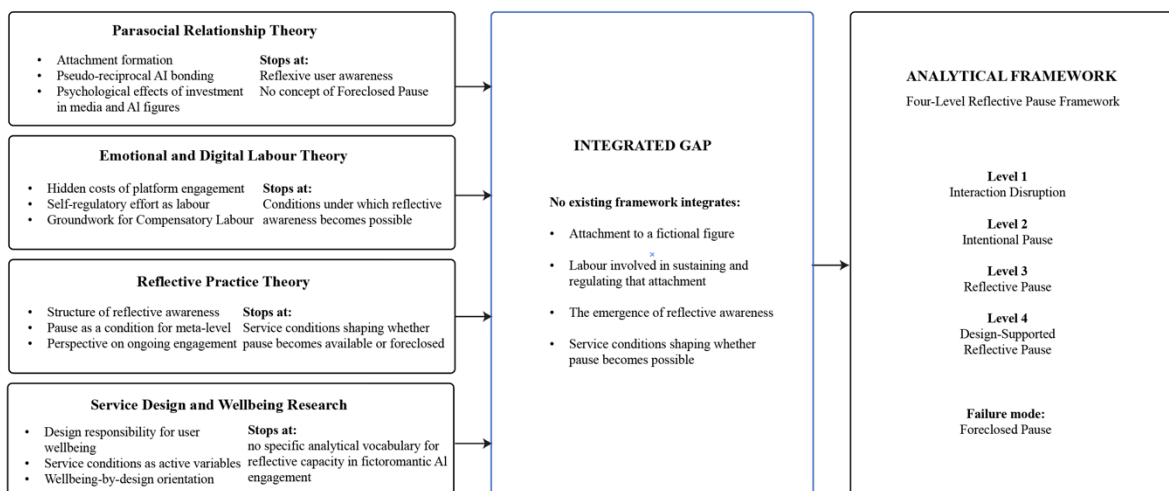 Parasocial Relationship Theory
• Attachment formation
• Pseudo-reciprocal AI bonding
• Psychological effects of investment
in media and AI figures
Stops at:
Reflexive user awareness
No concept of Foreclosed Pause
Emotional and Digital Labour Theory
• Hidden costs of platform engagement
• Self-regulatory effort as labour
• Groundwork for Compensatory Labour
Stops at:
Conditions under which reflective
awareness becomes possible
Reflective Practice Theory
• Structure of reflective awareness
• Pause as a condition for meta-level
• Perspective on ongoing engagement
Stops at:
Service conditions shaping whether
pause becomes available or foreclosed
Service Design and Wellbeing Research
• Design responsibility for user
wellbeing
• Service conditions as active variables
• Wellbeing-by-design orientation
Stops at:
no specific analytical vocabulary for
reflective capacity in fictoromantic AI
engagement
INTEGRATED GAP
No existing framework integrates:
• Attachment to a fictional figure
• Labour involved in sustaining and
regulating that attachment
• The emergence of reflective awareness
• Service conditions shaping whether
pause becomes possible
ANALYTICAL FRAMEWORK
Four-Level Reflective Pause Framework
Level 1
Interaction Disruption
Level 2
Intentional Pause
Level 3
Reflective Pause
Level 4
Design-Supported
Reflective Pause
Failure mode:
Foreclosed Pause